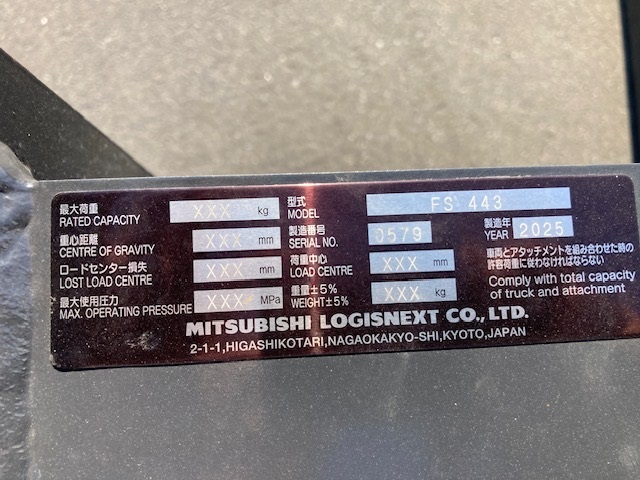 最大荷重 RATED CAPACITY XXX kg
型式 MODEL FS 443
重心距離 CENTRE OF GRAVITY XXX mm
製造番号 SERIAL NO. 0579
製造年 YEAR 2025
ロードセンター損失 LOST LOAD CENTRE XXX mm
荷重中心 LOAD CENTRE XXX mm
最大使用圧力 MAX. OPERATING PRESSURE XXX MPa
重量±5% WEIGHT±5% XXX kg
車両とアタッチメントを組み合わせた時の
許容荷重に従わなければならない
Comply with total capacity
of truck and attachment
MITSUBISHI LOGISNEXT CO., LTD.
2-1-1,HIGASHIKOTARI,NAGAOKAKYO-SHI,KYOTO,JAPAN